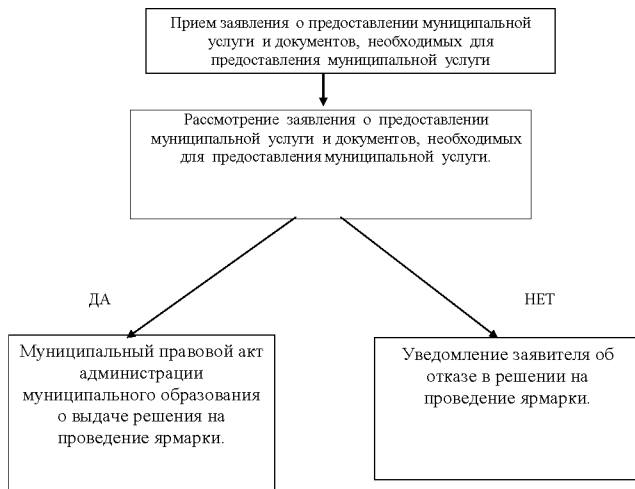 Прием заявления о предоставлении муниципальной
услуги и документов, необходимых для
предоставления муниципальной услуги
Рассмотрение заявления о предоставлении
муниципальной услуги и документов, необходимых
для предоставления муниципальной услуги.
ДА
НЕТ
Муниципальный правовой акт
администрации
муниципального образования
о выдаче решения на
проведение ярмарки.
Уведомление заявителя об
отказе в решении на
проведение ярмарки.